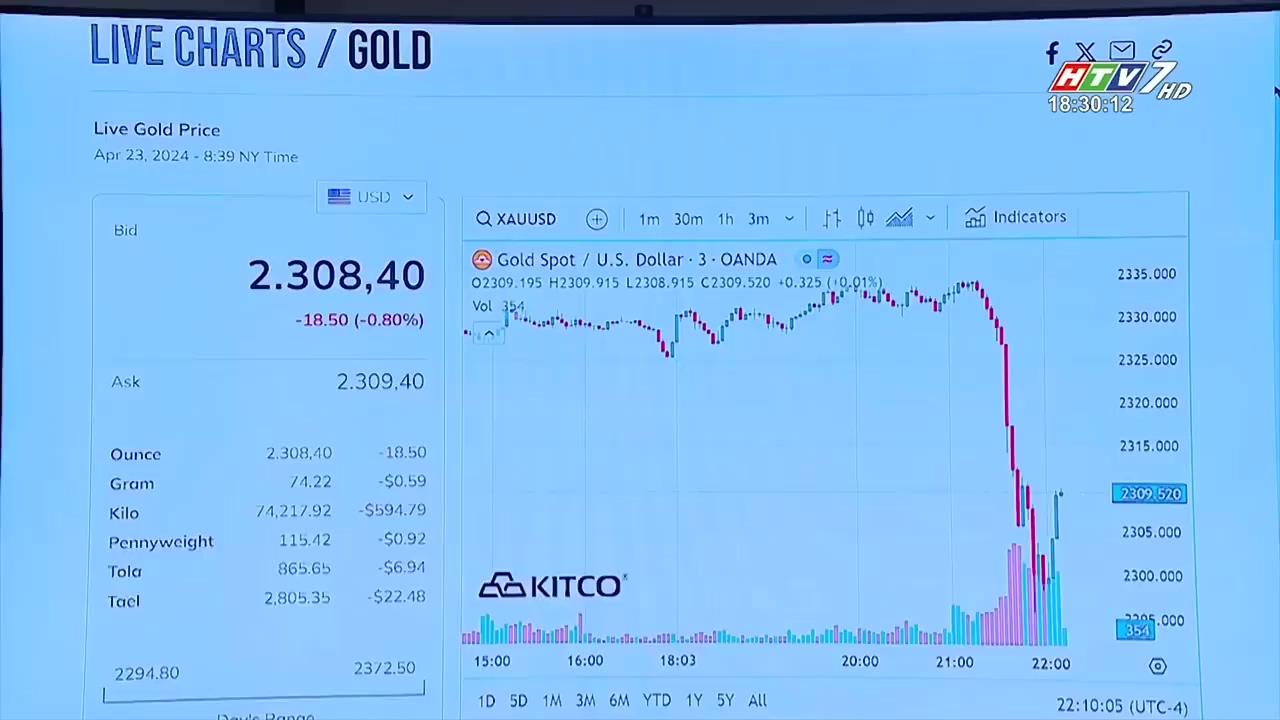 LIVE CHARTS / GOLD
HTV7 HD
18:30:12
Live Gold Price
Apr 23, 2024 - 8:39 NY Time
USD
Bid
2.308,40
-18.50 (-0.80%)
Ask 2.309,40
Ounce 2.308,40 -18.50
Gram 74.22 -$0.59
Kilo 74,217.92 -$594.79
Pennyweight 115.42 -$0.92
Tola 865.65 -$6.94
Tael 2,805.35 -$22.48
2294.80 2372.50
Day's Range
XAUUSD 1m 30m 1h 3m Indicators
Gold Spot / U.S. Dollar · 3 · OANDA
O2309.195 H2309.915 L2308.915 C2309.520 +0.325 (+0.01%)
Vol 354
2335.000
2330.000
2325.000
2320.000
2315.000
2309.520
2305.000
2300.000
354
KITCO
15:00 16:00 18:03 20:00 21:00 22:00
1D 5D 1M 3M 6M YTD 1Y 5Y All
22:10:05 (UTC-4)